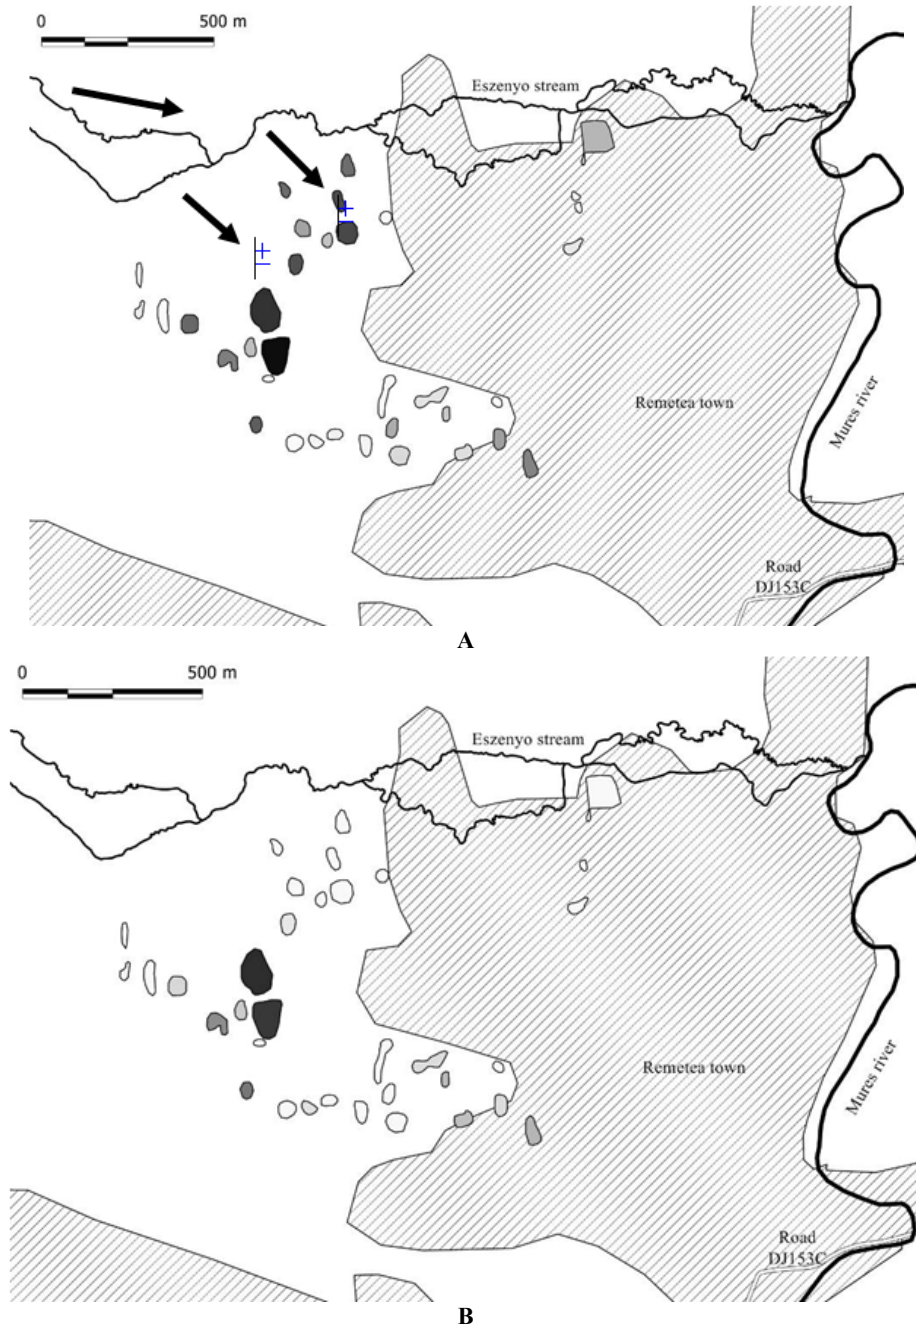 0 500 m
Eszenyo stream
Remetea town
Mures river
Road
DJ153C
A
0 500 m
Eszenyo stream
Remetea town
Mures river
Road
DJ153C
B